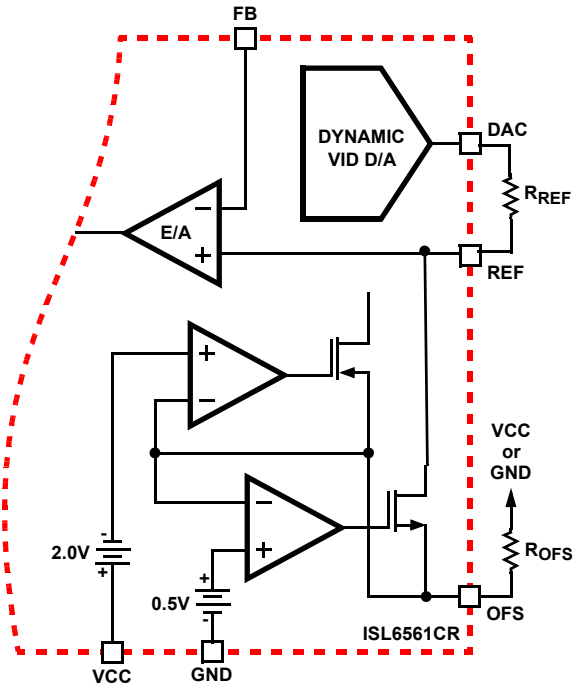 FB
DYNAMIC
VID D/A
DAC
RREF
E/A
-
+
REF
+
-
VCC
or
GND
-
+
2.0V
-
+
+
0.5V
-
ROFS
OFS
ISL6561CR
VCC
GND